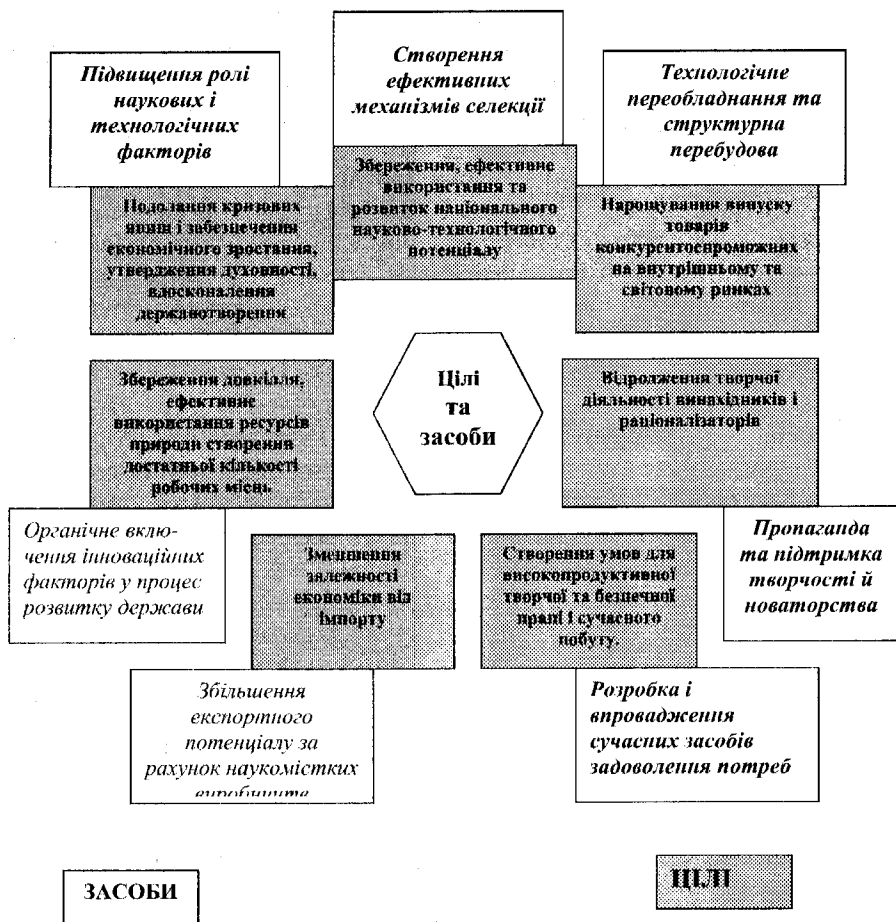 Підвищення ролі
наукових і
технологічних
факторів
Створення
ефективних
механізмів селекції
Технологічне
переобладнання та
структурна
перебудова
Подолання кризових
явищ і забезпечення
економічного зростання,
утвердження духовності,
вдосконалення
державотворення
Збереження, ефективне
використання та
розвиток національного
науково-технологічного
потенціалу
Нарощування випуску
товарів
конкурентоспроможних
на внутрішньому та
світовому ринках
Збереження довкілля,
ефективне
використання ресурсів
природи створення
достатньої кількості
робочих місць.
Цілі
та
засоби
Відродження творчої
діяльності винахідників і
раціоналізаторів
Органічне вклю-
чення інноваційних
факторів у процес
розвитку держави
Зменшення
залежності
економіки від
імпорту
Створення умов для
високопродуктивної
творчої та безпечної
праці і сучасного
побуту.
Пропаганда
та підтримка
творчості й
новаторства
Збільшення
експортного
потенціалу за
рахунок наукомістких
виробництв
Розробка і
впровадження
сучасних засобів
задоволення потреб
ЗАСОБИ
ЦІЛІ